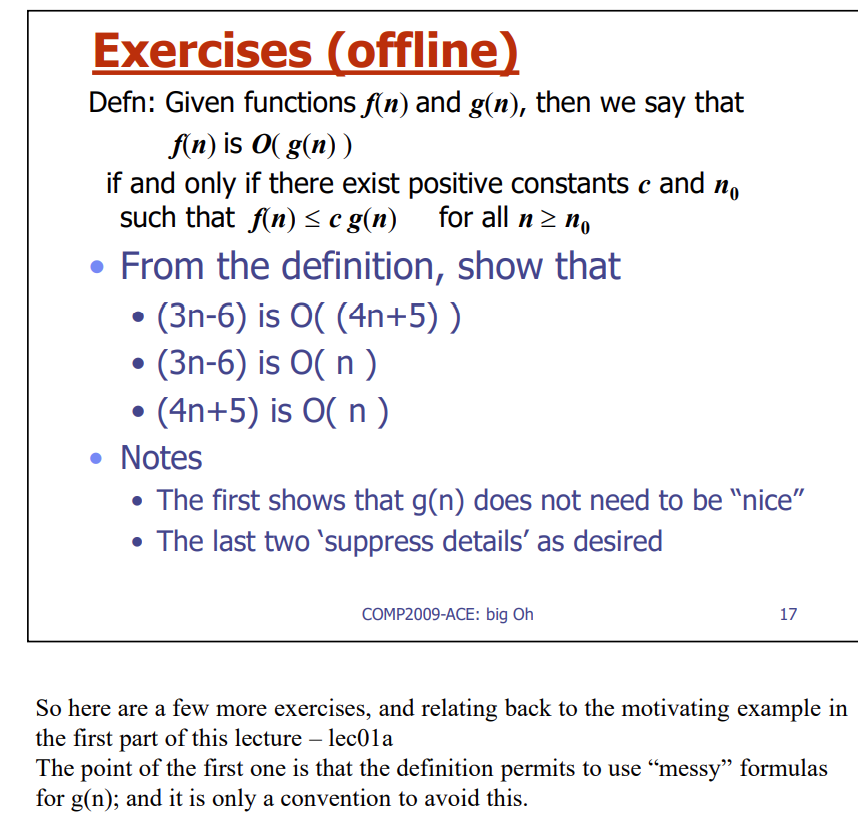 Exercises (offline)
Defn: Given functions f(n) and g(n), then we say that
f(n) is O( g(n) )
if and only if there exist positive constants c and n₀
such that f(n) ≤ c g(n) for all n ≥ n₀
• From the definition, show that
• (3n-6) is O( (4n+5) )
• (3n-6) is O( n )
• (4n+5) is O( n )
• Notes
• The first shows that g(n) does not need to be “nice”
• The last two ‘suppress details’ as desired
COMP2009-ACE: big Oh 17
So here are a few more exercises, and relating back to the motivating example in
the first part of this lecture – lec01a
The point of the first one is that the definition permits to use “messy” formulas
for g(n); and it is only a convention to avoid this.